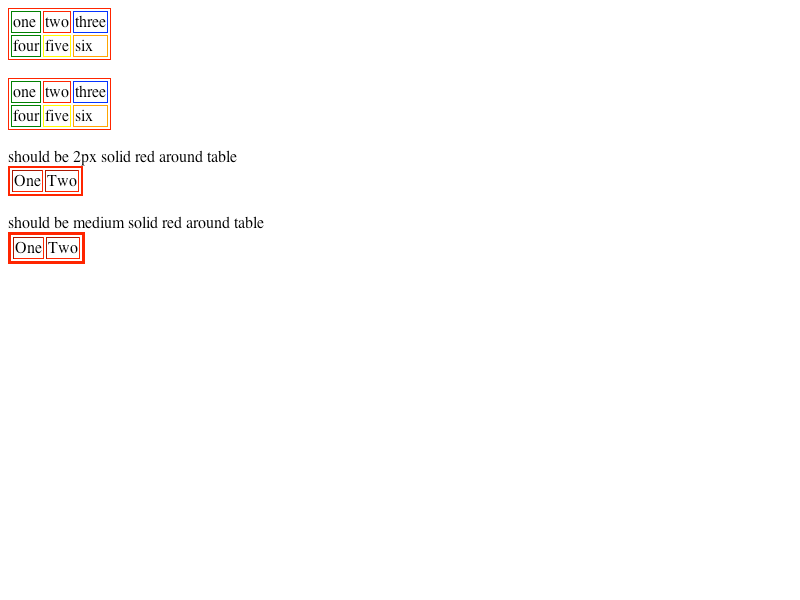 one two three
four five six
one two three
four five six
should be 2px solid red around table
One Two
should be medium solid red around table
One Two